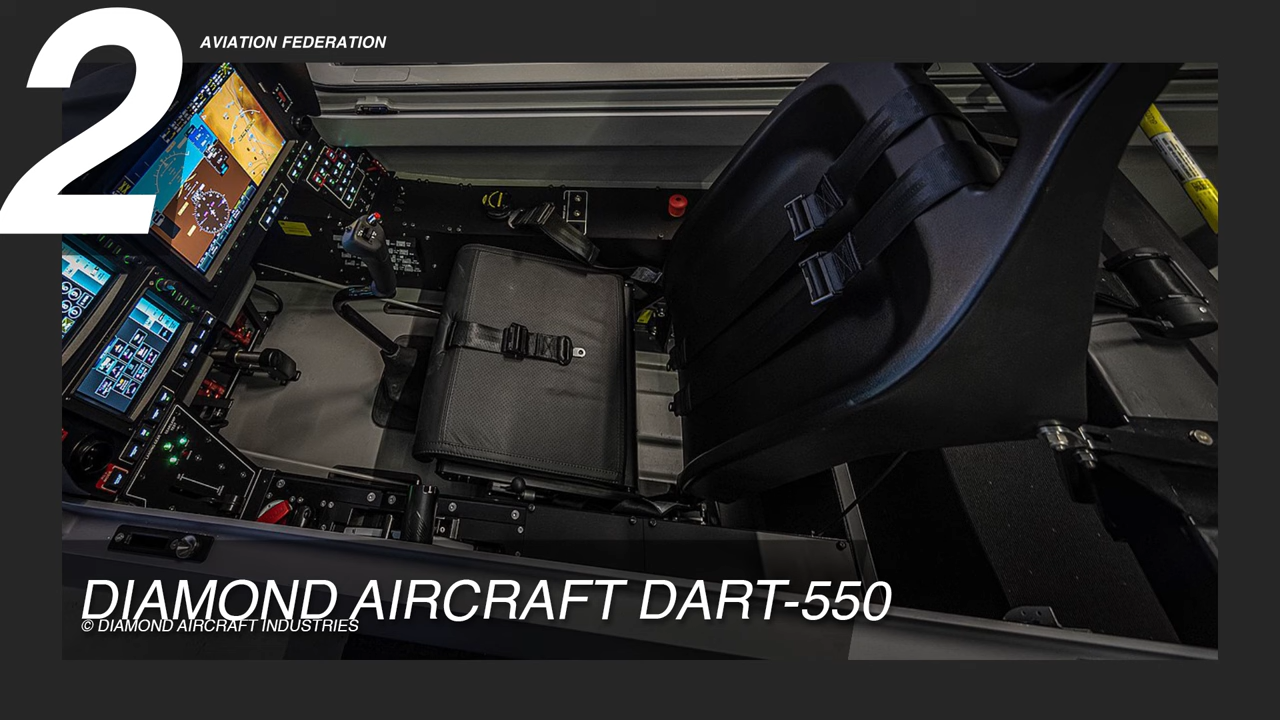 2
AVIATION FEDERATION
DIAMOND AIRCRAFT DART-550
© DIAMOND AIRCRAFT INDUSTRIES